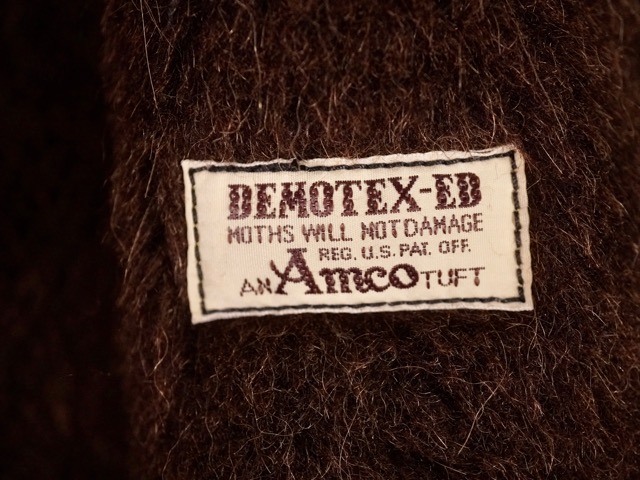 DEMOTEX-ED
MOTHS WILL NOT DAMAGE
REG. U.S. PAT. OFF.
AN Amco TUFT